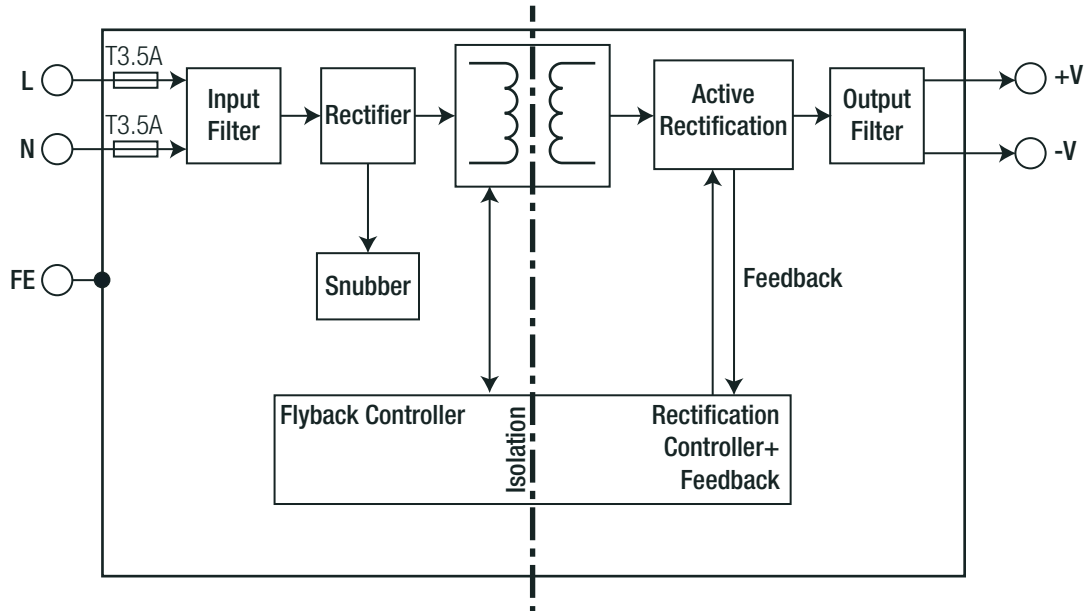 T3.5A
L
T3.5A
N
Input
Filter
Rectifier
Active
Rectification
Output
Filter
+V
-V
FE
Snubber
Feedback
Flyback Controller
Isolation
Rectification
Controller+
Feedback